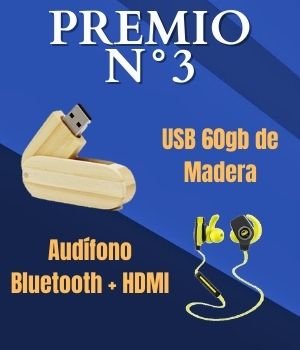 PREMIO
N°3
USB 60gb de
Madera
Audífono
Bluetooth + HDMI